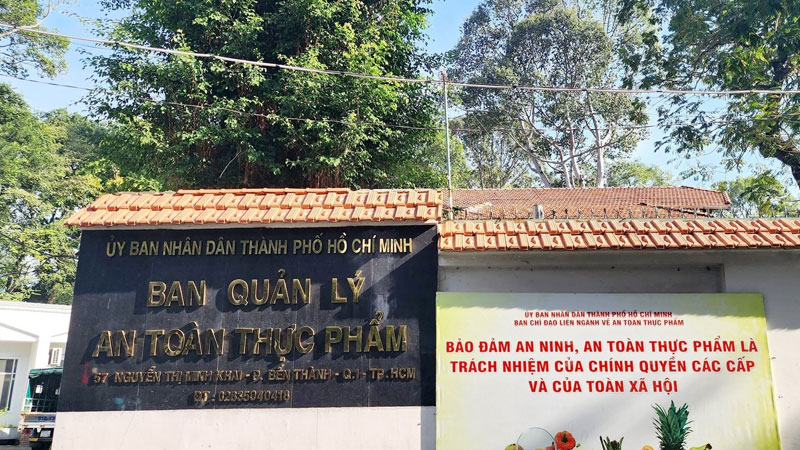 ỦY BAN NHÂN DÂN THÀNH PHỐ HỒ CHÍ MINH
BAN QUẢN LÝ
AN TOÀN THỰC PHẨM
57 NGUYỄN THỊ MINH KHAI - P. BẾN THÀNH - Q.1 - TP.HCM
ĐT: 02835040418
ỦY BAN NHÂN DÂN THÀNH PHỐ HỒ CHÍ MINH
BAN CHỈ ĐẠO LIÊN NGÀNH VỀ AN TOÀN THỰC PHẨM
BẢO ĐẢM AN NINH, AN TOÀN THỰC PHẨM LÀ
TRÁCH NHIỆM CỦA CHÍNH QUYỀN CÁC CẤP
VÀ CỦA TOÀN XÃ HỘI